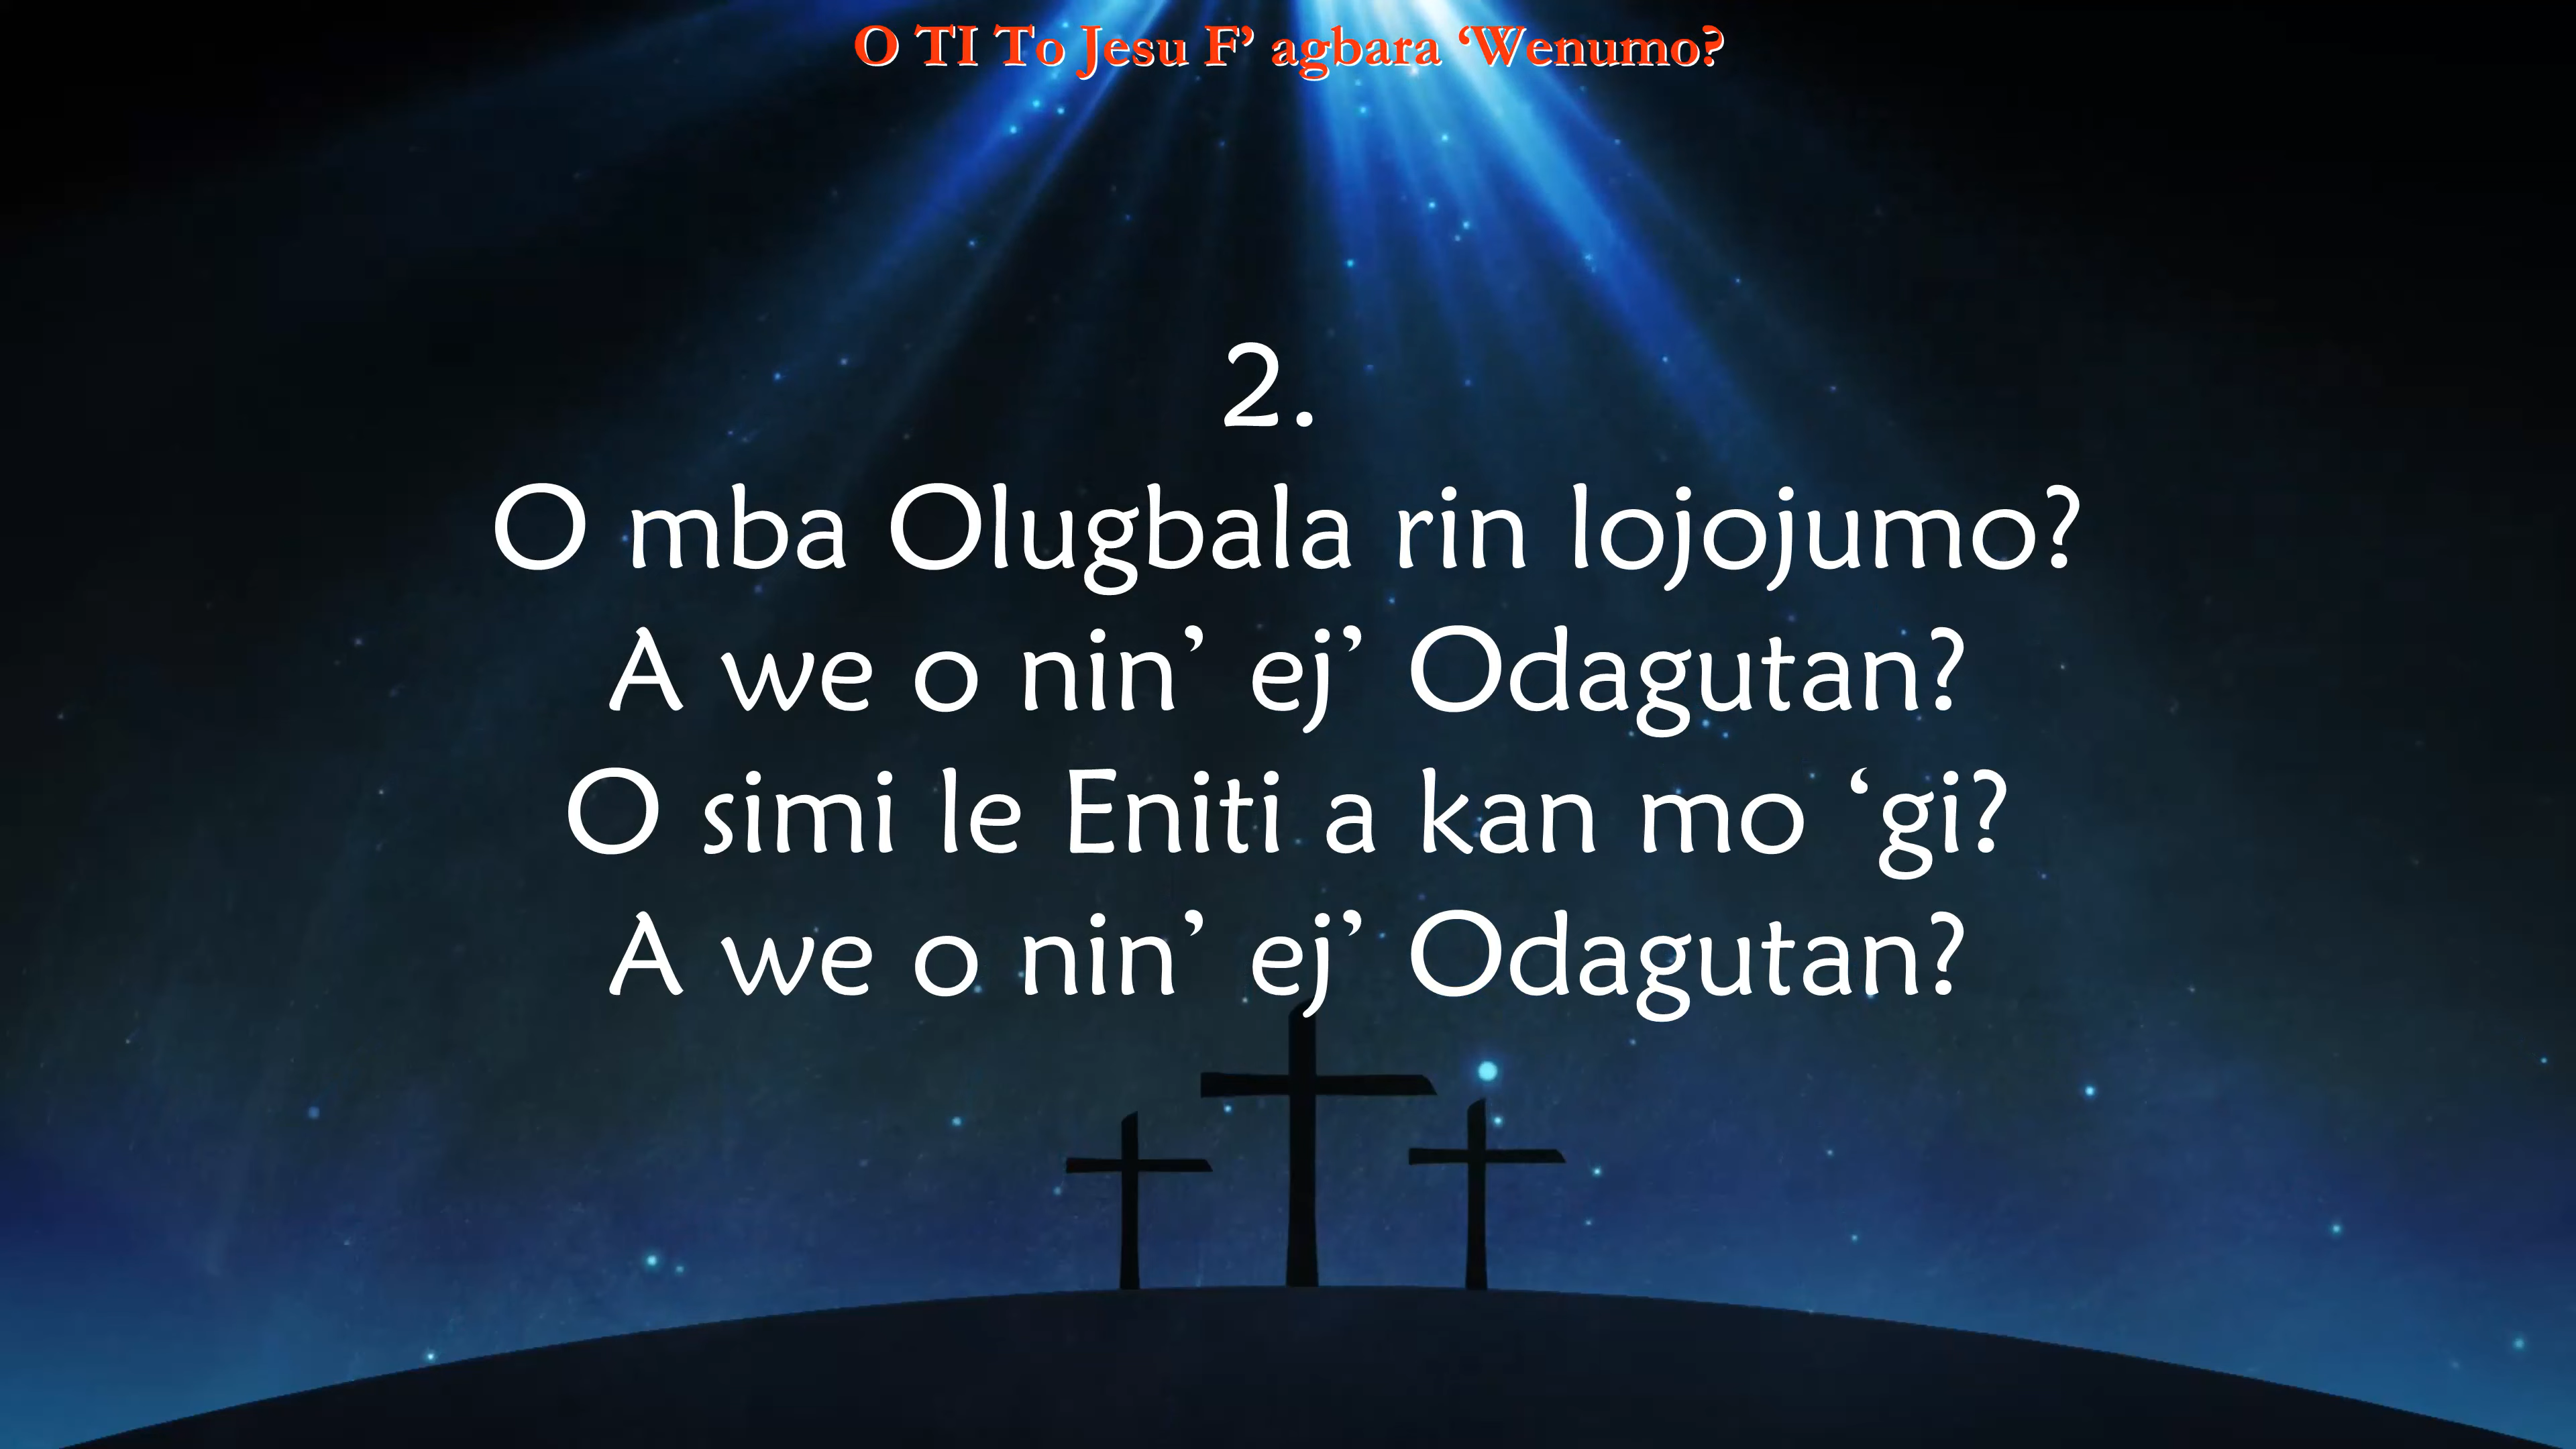 O TI To Jesu F’ agbara ‘Wenumo?
2.
O mba Olugbala rin lojojumo?
A we o nin’ ej’ Odagutan?
O simi le Eniti a kan mo ‘gi?
A we o nin’ ej’ Odagutan?